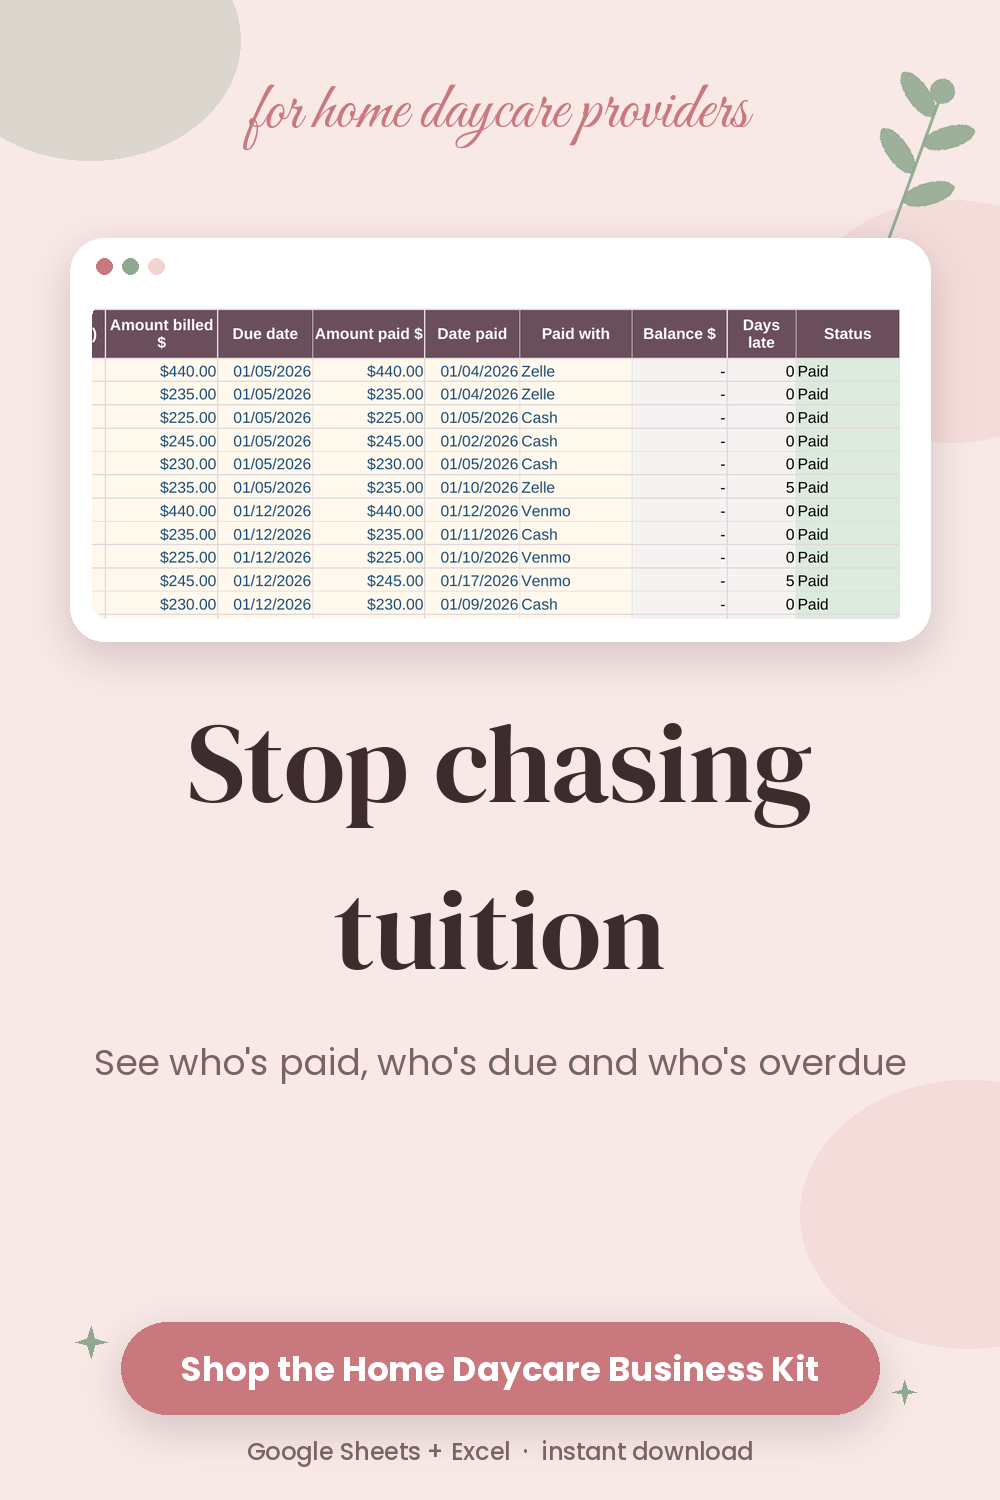 for home daycare providers
) Amount billed $ Due date Amount paid $ Date paid Paid with Balance $ Days late Status
$440.00 01/05/2026 $440.00 01/04/2026 Zelle - 0 Paid
$235.00 01/05/2026 $235.00 01/04/2026 Zelle - 0 Paid
$225.00 01/05/2026 $225.00 01/05/2026 Cash - 0 Paid
$245.00 01/05/2026 $245.00 01/02/2026 Cash - 0 Paid
$230.00 01/05/2026 $230.00 01/05/2026 Cash - 0 Paid
$235.00 01/05/2026 $235.00 01/10/2026 Zelle - 5 Paid
$440.00 01/12/2026 $440.00 01/12/2026 Venmo - 0 Paid
$235.00 01/12/2026 $235.00 01/11/2026 Cash - 0 Paid
$225.00 01/12/2026 $225.00 01/10/2026 Venmo - 0 Paid
$245.00 01/12/2026 $245.00 01/17/2026 Venmo - 5 Paid
$230.00 01/12/2026 $230.00 01/09/2026 Cash - 0 Paid
Stop chasing
tuition
See who's paid, who's due and who's overdue
Shop the Home Daycare Business Kit
Google Sheets + Excel · instant download